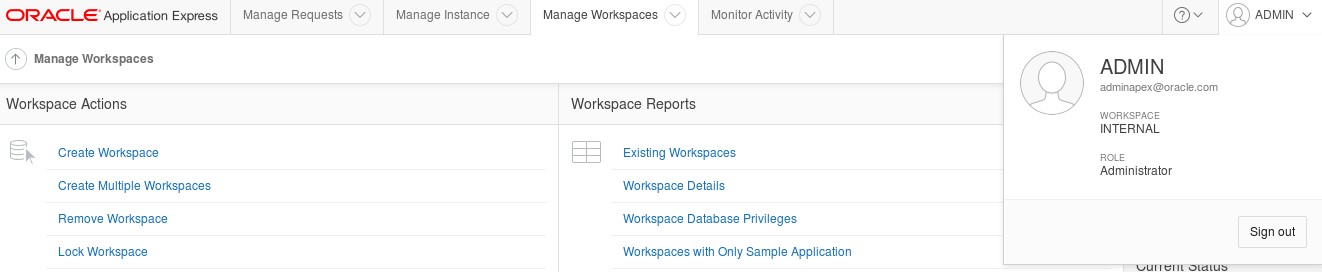 ORACLE Application Express Manage Requests Manage Instance Manage Workspaces Monitor Activity ? ADMIN
Manage Workspaces
ADMIN
adminapex@oracle.com
WORKSPACE
INTERNAL
ROLE
Administrator
Sign out
Workspace Actions
Create Workspace
Create Multiple Workspaces
Remove Workspace
Lock Workspace
Workspace Reports
Existing Workspaces
Workspace Details
Workspace Database Privileges
Workspaces with Only Sample Application
Current Status